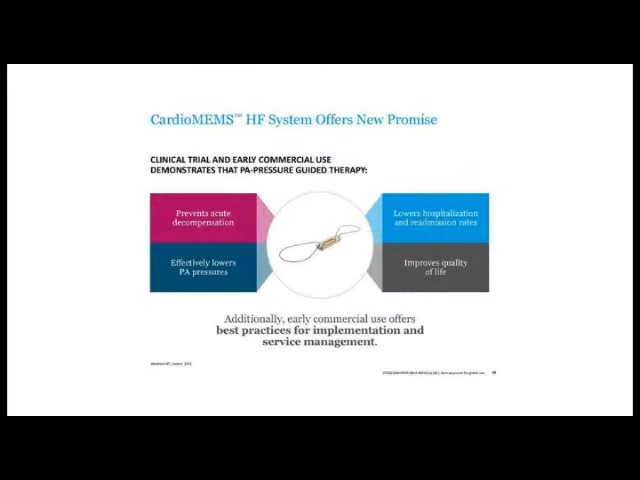 CardioMEMS™ HF System Offers New Promise
CLINICAL TRIAL AND EARLY COMMERCIAL USE
DEMONSTRATES THAT PA-PRESSURE GUIDED THERAPY:
Prevents acute
decompensation
Lowers hospitalization
and readmission rates
Effectively lowers
PA pressures
Improves quality
of life
Additionally, early commercial use offers
best practices for implementation and
service management.